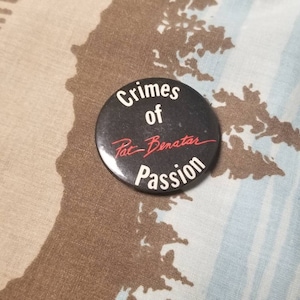 Crimes
of
Pat Benatar
Passion